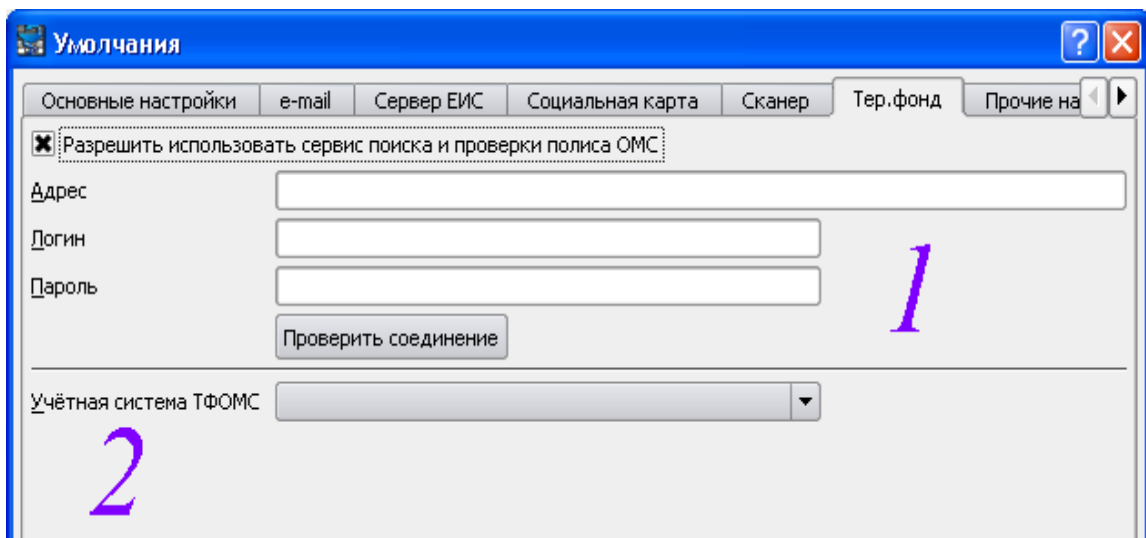 Умолчания
Основные настройки e-mail Сервер ЕИС Социальная карта Сканер Тер.фонд Прочие на
Разрешить использовать сервис поиска и проверки полиса ОМС
Адрес
Логин
1
Пароль
Проверить соединение
Учётная система ТФОМС
2